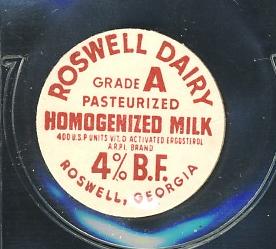 ROSWELL DAIRY
GRADE A
PASTEURIZED
HOMOGENIZED MILK
400 U.S.P. UNITS VIT. D ACTIVATED ERGOSTEROL
A.R.P.I. BRAND
4% B.F.
ROSWELL, GEORGIA